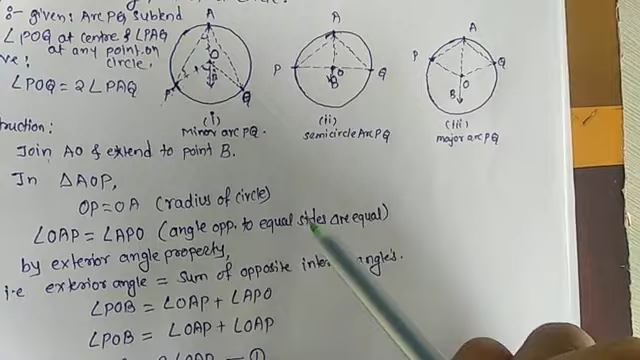 :- given: Arc PQ subtend
∠POQ at centre & ∠PAQ
at any point on
circle.
∠POQ = 2∠PAQ
A
O
B
P
Q
(i)
Minor arc PQ.
A
P
O
Q
B
(ii)
semicircle Arc PQ
A
P
Q
O
B
(iii)
major arc PQ
Join AO & extend to point B.
In ΔAOP,
OP = OA (radius of circle)
∠OAP = ∠APO (angle opp. to equal sides are equal)
by exterior angle property,
i.e exterior angle = sum of opposite angles.
∠POB = ∠OAP + ∠APO
∠POB = ∠OAP + ∠OAP